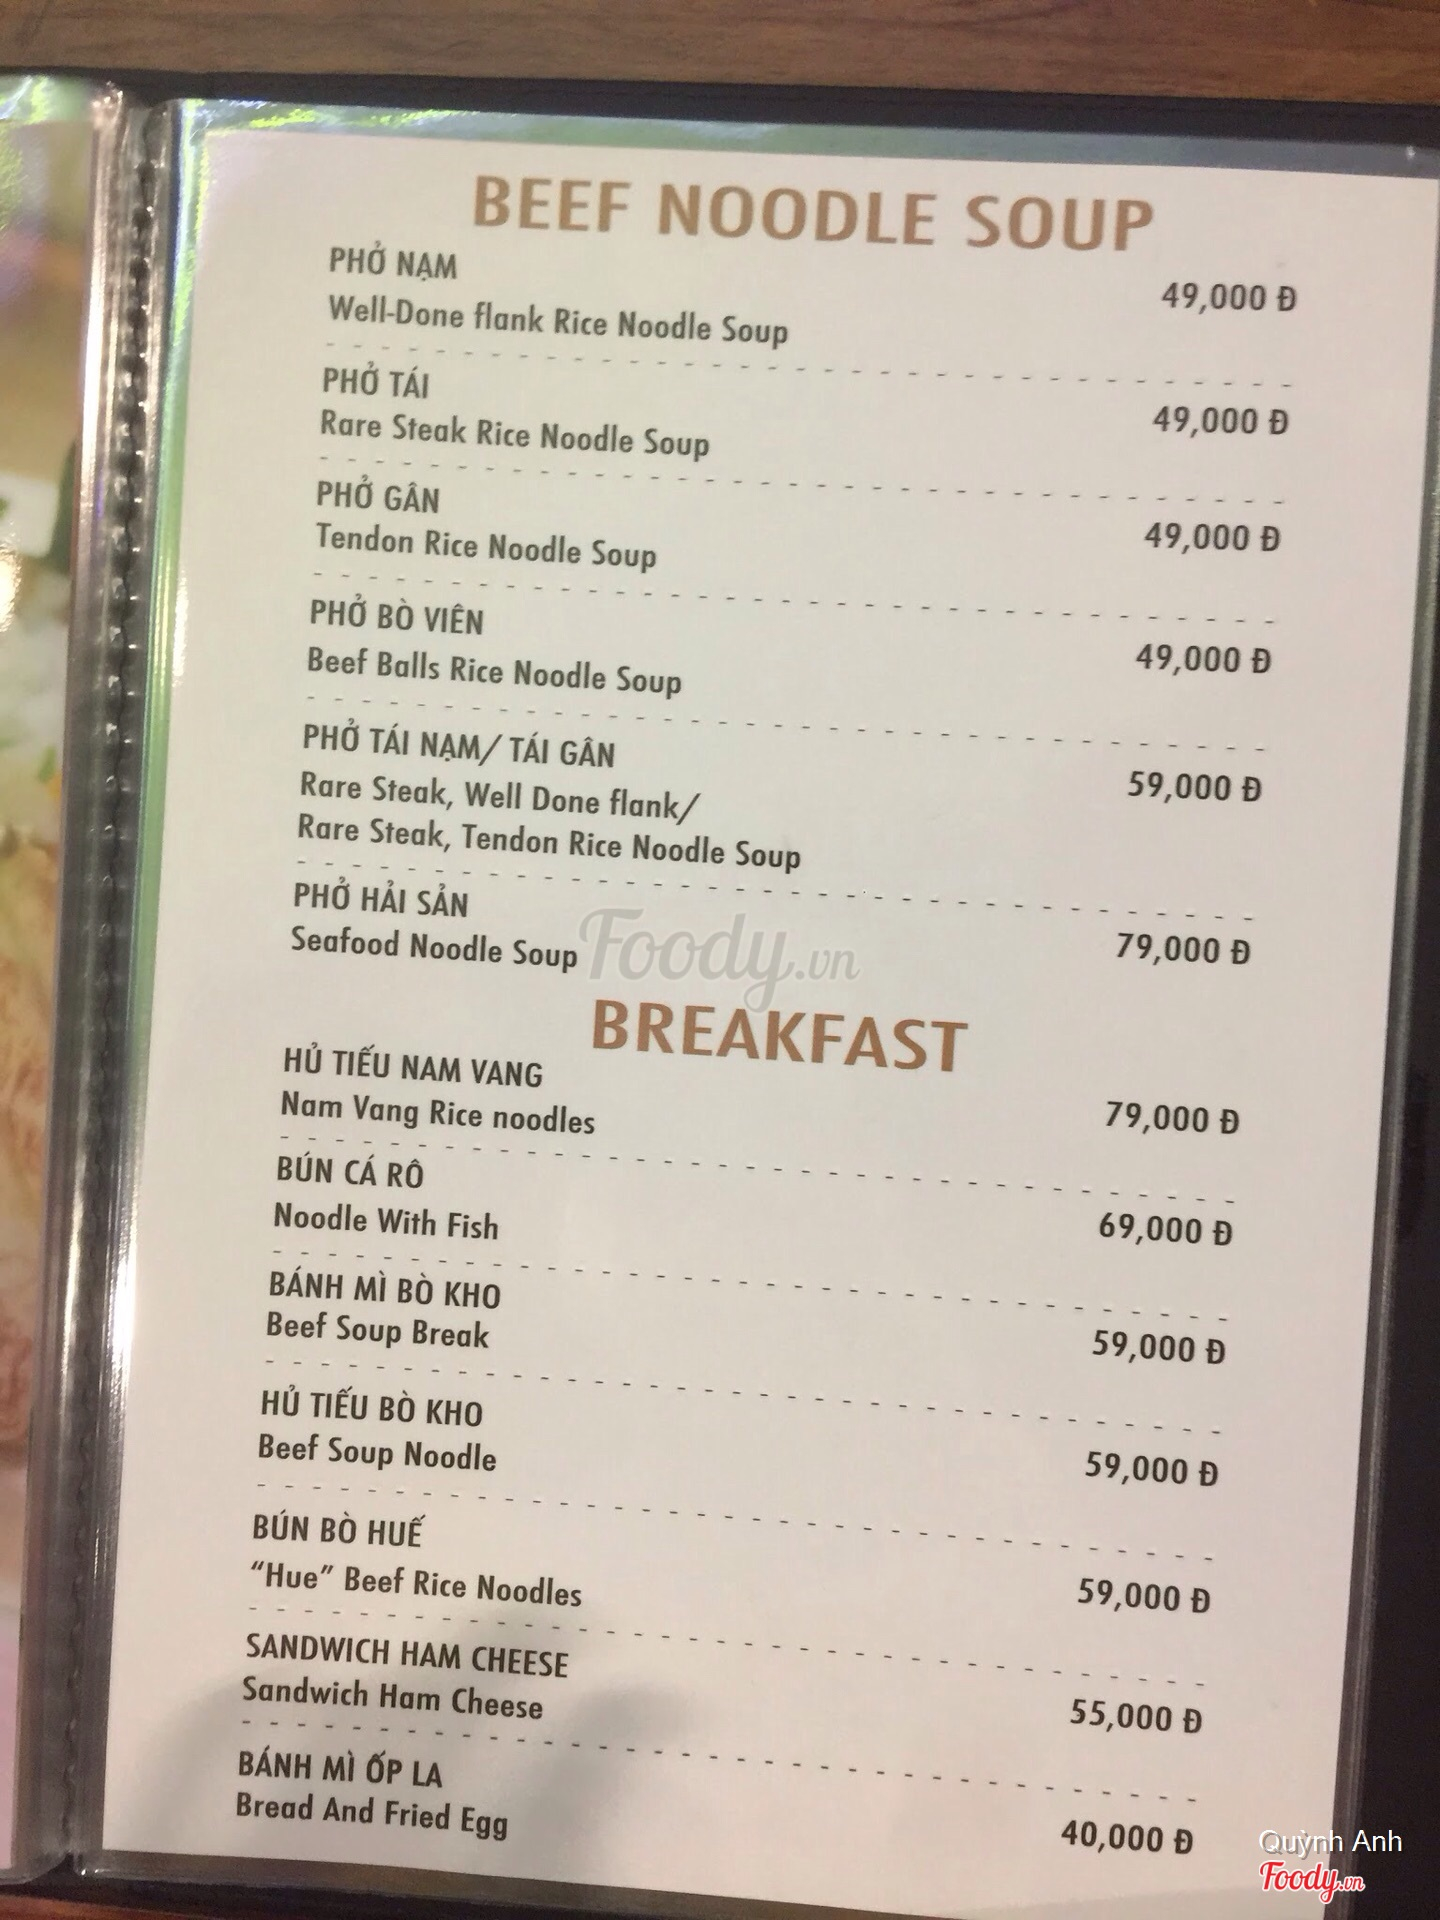 BEEF NOODLE SOUP
PHỞ NẠM
49,000 Đ
Well-Done flank Rice Noodle Soup
PHỞ TÁI
49,000 Đ
Rare Steak Rice Noodle Soup
PHỞ GÂN
49,000 Đ
Tendon Rice Noodle Soup
PHỞ BÒ VIÊN
49,000 Đ
Beef Balls Rice Noodle Soup
PHỞ TÁI NẠM/ TÁI GÂN
59,000 Đ
Rare Steak, Well Done flank/
Rare Steak, Tendon Rice Noodle Soup
PHỞ HẢI SẢN
79,000 Đ
Seafood Noodle Soup
Foody.vn
BREAKFAST
HỦ TIẾU NAM VANG
79,000 Đ
Nam Vang Rice noodles
BÚN CÁ RÔ
69,000 Đ
Noodle With Fish
BÁNH MÌ BÒ KHO
59,000 Đ
Beef Soup Break
HỦ TIẾU BÒ KHO
59,000 Đ
Beef Soup Noodle
BÚN BÒ HUẾ
59,000 Đ
“Hue” Beef Rice Noodles
SANDWICH HAM CHEESE
55,000 Đ
Sandwich Ham Cheese
BÁNH MÌ ỐP LA
40,000 Đ
Bread And Fried Egg
Quỳnh Anh
Foody.vn